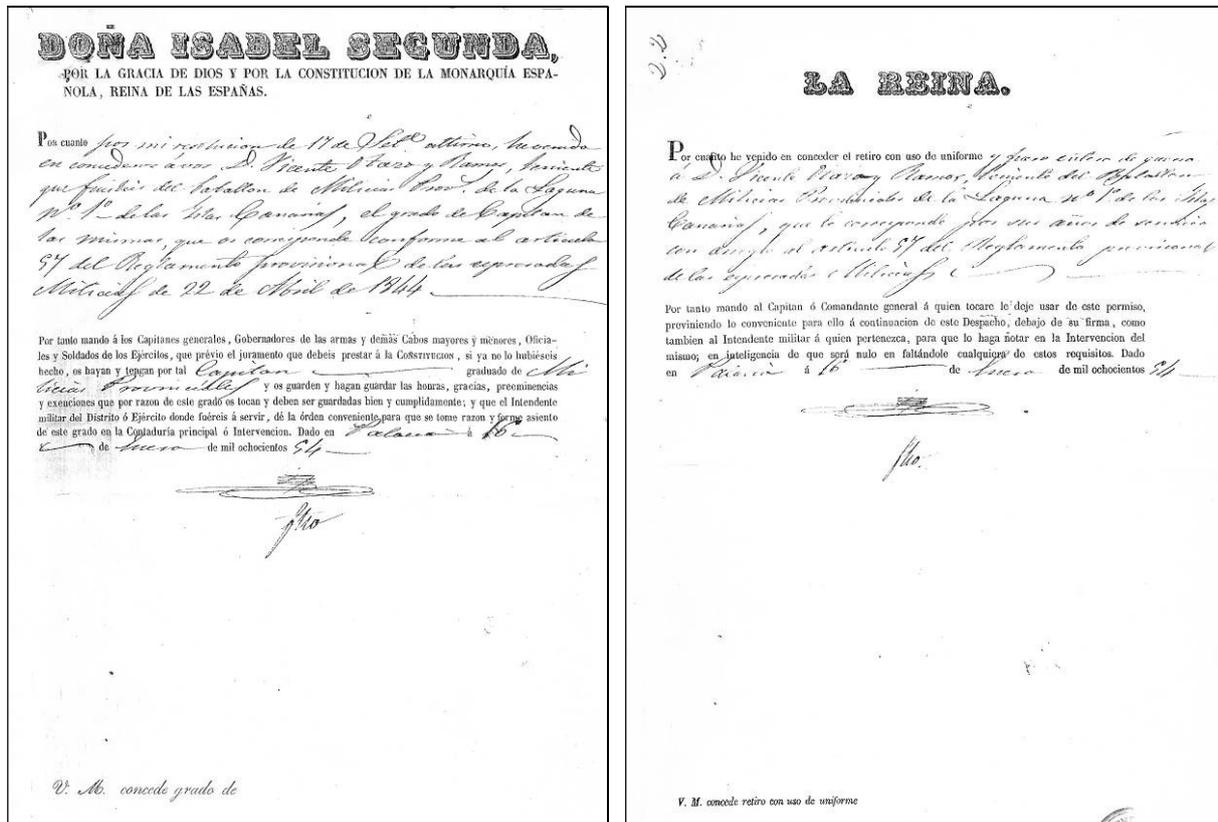 DOÑA ISABEL SEGUNDA,
POR LA GRACIA DE DIOS Y POR LA CONSTITUCION DE LA MONARQUÍA ESPA-
NOLA, REINA DE LAS ESPAÑAS.
Por cuanto por mi resolucion de 17 de Set.e ultimo, he venido
en concederos á vos D. Vicente Otazo y Ramos, teniente
que fuisteis del batallon de Milicias Prov.s de la Laguna
nº 1º de las Islas Canarias, el grado de Capitan de
las mismas, que os corresponde conforme al articulo
57 del Reglamento provisional de las espresadas
Milicias de 22 de Abril de 1844
Por tanto mando á los Capitanes generales, Gobernadores de las armas y demás Cabos mayores y menores, Oficia-
les y Soldados de los Ejércitos, que prévio el juramento que debeis prestar á la CONSTITUCION, si ya no lo hubiéseis
hecho, os hayan y tengan por tal Capitan graduado de Mi
licias Provinciales y os guarden y hagan guardar las honras, gracias, preeminencias
y exenciones que por razon de este grado os tocan y deben ser guardadas bien y cumplidamente; y que el Intendente
militar del Distrito ó Ejército donde fuéreis á servir, dé la órden conveniente para que se tome razon y forme asiento
de este grado en la Contaduría principal ó Intervencion. Dado en Palacio á 16
de Enero de mil ochocientos 54
V. M. concede grado de
LA REINA.
Por cuanto he venido en conceder el retiro con uso de uniforme y fuero entero de guerra
á D. Vicente Otazo y Ramos, teniente del Batallon
de Milicias Provinciales de la Laguna nº 1º de las Islas
Canarias, que le corresponde por sus años de servicio
con arreglo al articulo 57 del Reglamento provisional
de las espresadas Milicias
Por tanto mando al Capitan ó Comandante general á quien tocare le deje usar de este permiso,
proviniendo lo conveniente para ello á continuacion de este Despacho, debajo de su firma, como
tambien al Intendente militar á quien pertenezca, para que lo haga notar en la Intervencion del
mismo; en inteligencia de que será nulo en faltándole cualquiera de estos requisitos. Dado
en Palacio á 16 de Enero de mil ochocientos 54
V. M. concede retiro con uso de uniforme